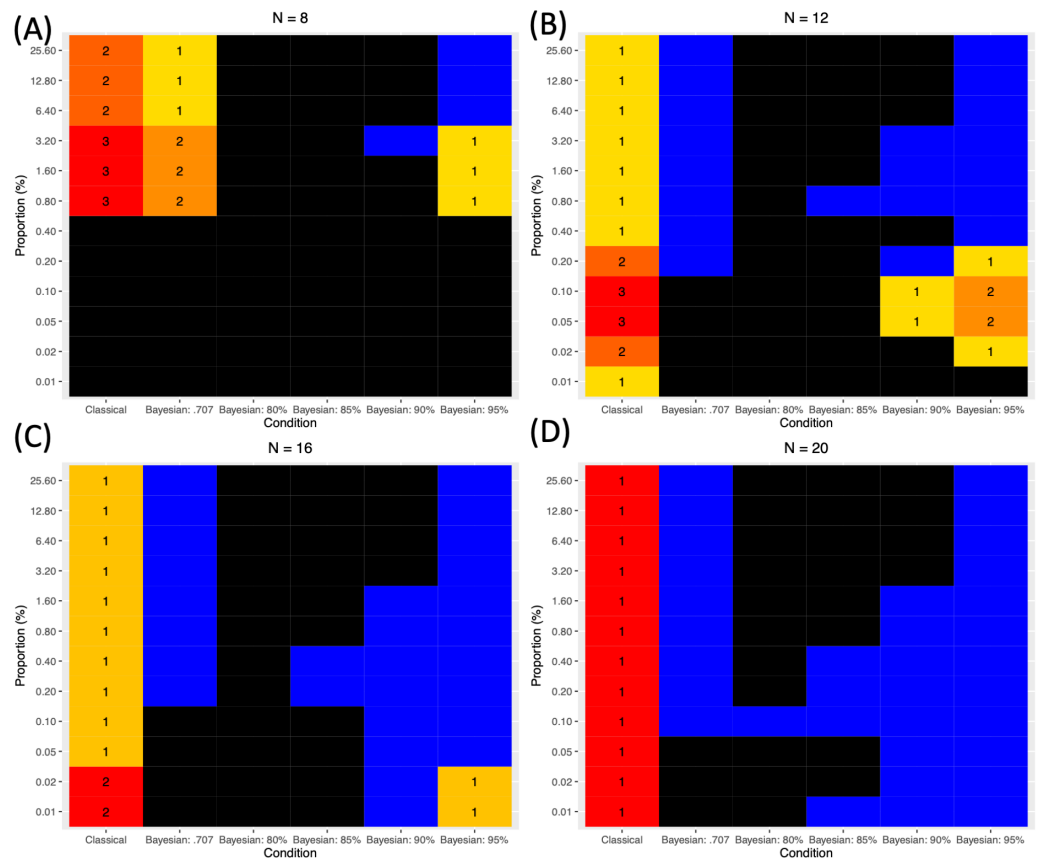 (A) N = 8
Proportion (%)
25.60 2 1
12.80 2 1
6.40 2 1
3.20 3 2 1
1.60 3 2 1
0.80 3 2 1
0.40
0.20
0.10
0.05
0.02
0.01
Classical Bayesian: .707 Bayesian: 80% Bayesian: 85% Bayesian: 90% Bayesian: 95%
Condition
(B) N = 12
Proportion (%)
25.60 1
12.80 1
6.40 1
3.20 1
1.60 1
0.80 1
0.40 1
0.20 2 1
0.10 3 1 2
0.05 3 1 2
0.02 2 1
0.01 1
Classical Bayesian: .707 Bayesian: 80% Bayesian: 85% Bayesian: 90% Bayesian: 95%
Condition
(C) N = 16
Proportion (%)
25.60 1
12.80 1
6.40 1
3.20 1
1.60 1
0.80 1
0.40 1
0.20 1
0.10 1
0.05 1
0.02 2 1
0.01 2 1
Classical Bayesian: .707 Bayesian: 80% Bayesian: 85% Bayesian: 90% Bayesian: 95%
Condition
(D) N = 20
Proportion (%)
25.60 1
12.80 1
6.40 1
3.20 1
1.60 1
0.80 1
0.40 1
0.20 1
0.10 1
0.05 1
0.02 1
0.01 1
Classical Bayesian: .707 Bayesian: 80% Bayesian: 85% Bayesian: 90% Bayesian: 95%
Condition